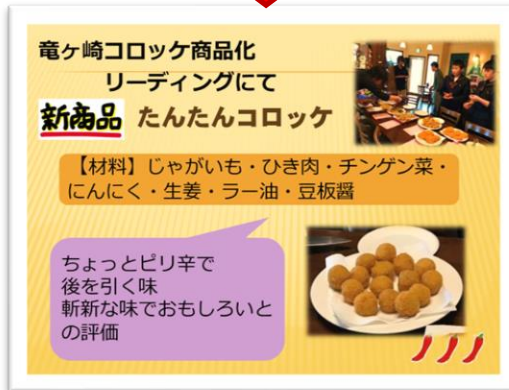 竜ヶ崎コロッケ商品化
リーディングにて
新商品 たんたんコロッケ
【材料】じゃがいも・ひき肉・チンゲン菜・
にんにく・生姜・ラー油・豆板醤
ちょっとピリ辛で
後を引く味
斬新な味でおもしろいと
の評価